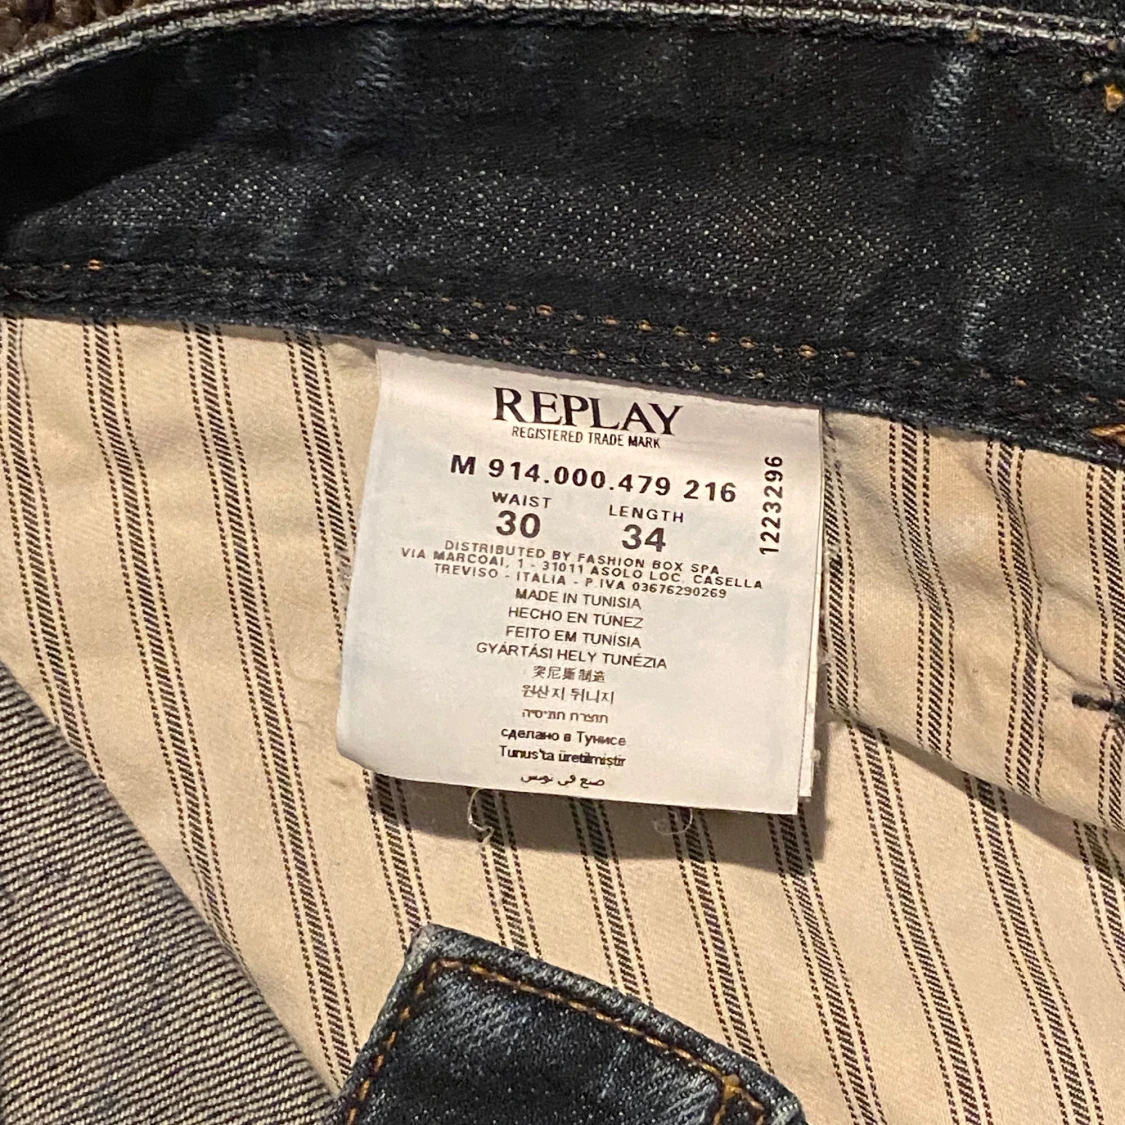 REPLAY
REGISTERED TRADE MARK
M 914.000.479 216
1223296
WAIST LENGTH
30 34
DISTRIBUTED BY FASHION BOX SPA
VIA MARCOAI, 1 - 31011 ASOLO LOC. CASELLA
TREVISO - ITALIA - P.IVA 03676290269
MADE IN TUNISIA
HECHO EN TÚNEZ
FEITO EM TUNÍSIA
GYÁRTÁSI HELY TUNÉZIA
突尼斯制造
원산지 튀니지
תוצרת תוניסיה
сделано в Тунисе
Tunus'ta üretilmiştir
صنع في تونس